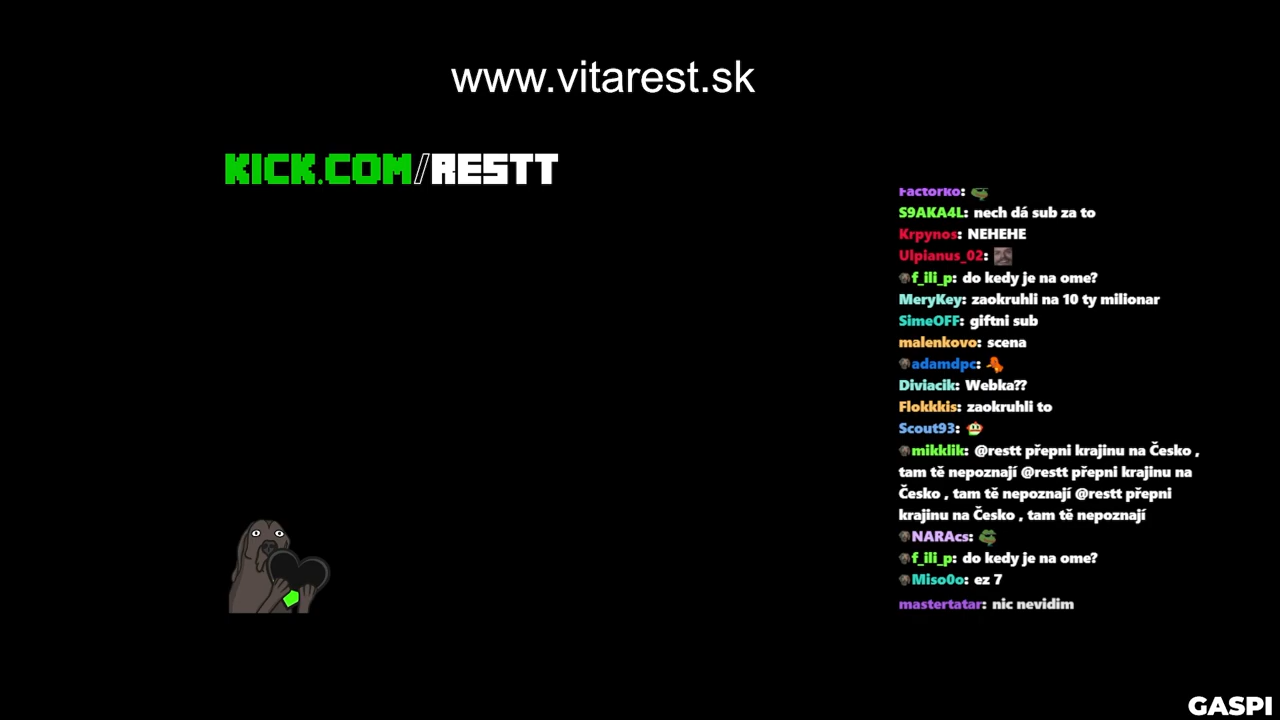 www.vitarest.sk
KICK.COM/RESTT
Factorko:
S9AKA4L: nech dá sub za to
Krpynos: NEHEHE
Ulpianus_02:
f_ili_p: do kedy je na ome?
MeryKey: zaokruhli na 10 ty milionar
SimeOFF: giftni sub
malenkovo: scena
adamdpc:
Diviacik: Webka??
Flokkkis: zaokruhli to
Scout93:
mikklik: @restt přepni krajinu na Česko ,
tam tě nepoznají @restt přepni krajinu na
Česko , tam tě nepoznají @restt přepni
krajinu na Česko , tam tě nepoznají
NARAcs:
f_ili_p: do kedy je na ome?
Miso0o: ez 7
mastertatar: nic nevidim
GASPI